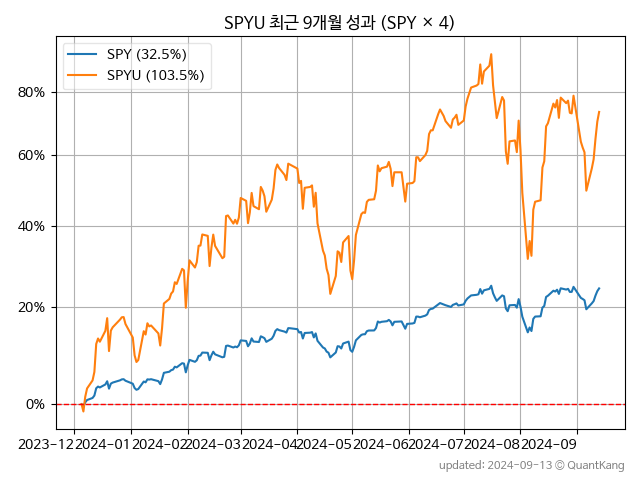 SPYU 최근 9개월 성과 (SPY × 4)
SPY (32.5%)
SPYU (103.5%)
80%
60%
40%
20%
0%
2023-12 2024-01 2024-02 2024-03 2024-04 2024-05 2024-06 2024-07 2024-08 2024-09
updated: 2024-09-13 © QuantKang